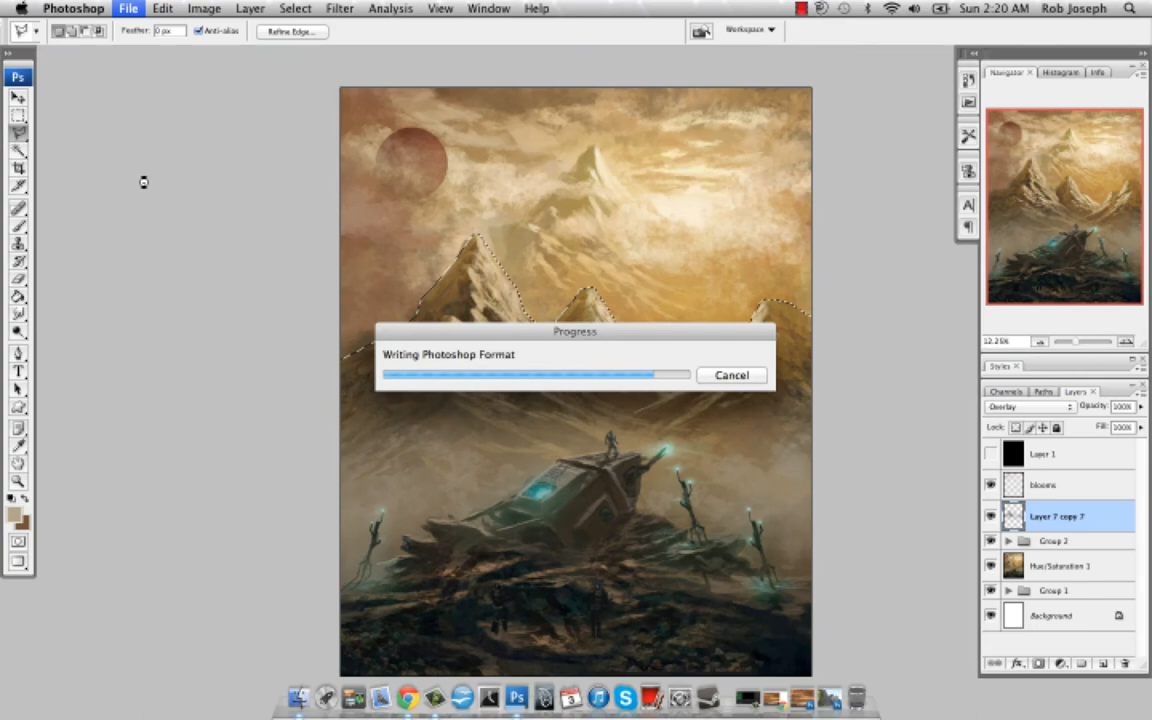 Photoshop File Edit Image Layer Select Filter Analysis View Window Help Sun 2:20 AM Rob Joseph
Feather: 0 px Anti-alias Refine Edge... Workspace
Ps
Navigator Histogram Info
12.25%
Styles
Progress
Writing Photoshop Format
Cancel
Channels Paths Layers
Overlay Opacity: 100%
Lock: Fill: 100%
Layer 1
blooms
Layer 7 copy 7
Group 2
Hue/Saturation 1
Group 1
Background